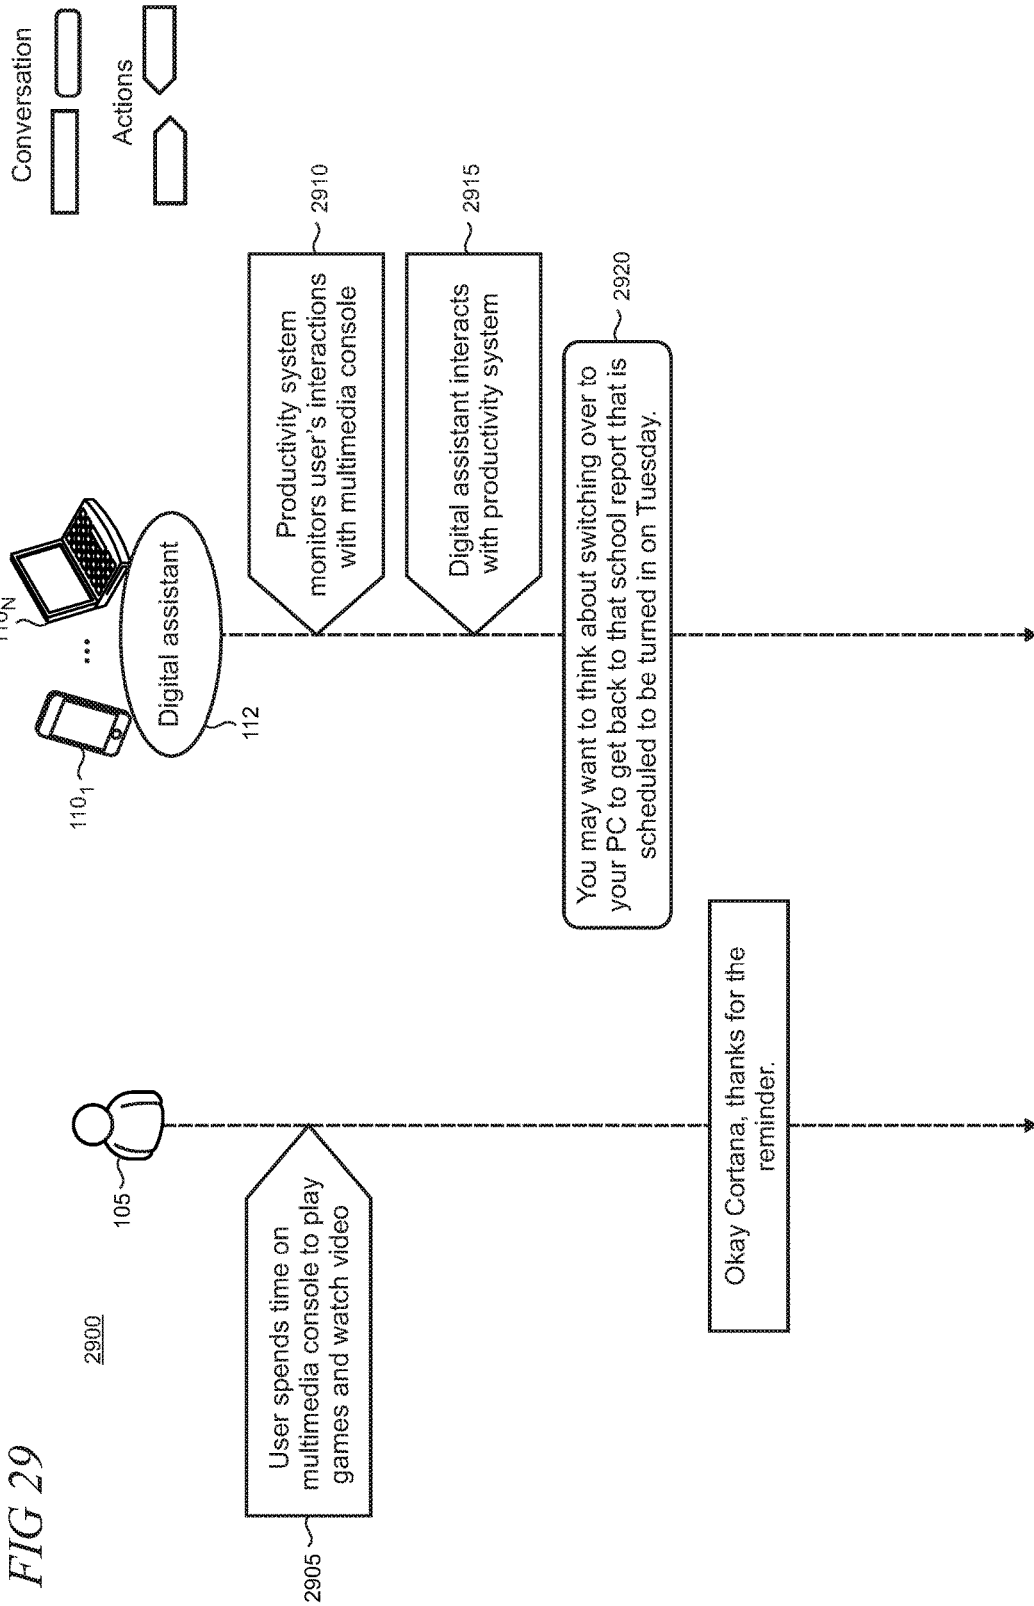 FIG 29
2900
Conversation
Actions
105
110₁
...
110N
Digital assistant
112
2905
User spends time on
multimedia console to play
games and watch video
Productivity system
monitors user's interactions
with multimedia console
2910
Digital assistant interacts
with productivity system
2915
You may want to think about switching over to
your PC to get back to that school report that is
scheduled to be turned in on Tuesday.
2920
Okay Cortana, thanks for the
reminder.